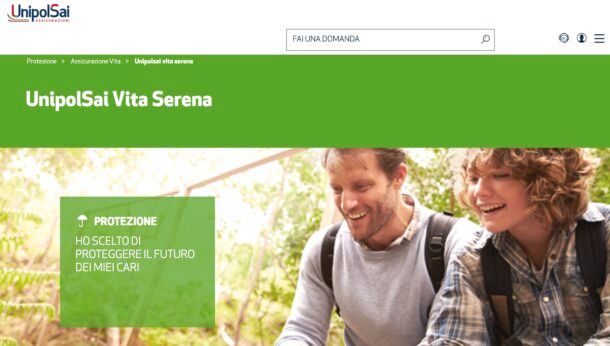 UnipolSai
ASSICURAZIONI
FAI UNA DOMANDA
Protezione > Assicurazione Vita > Unipolsai vita serena
UnipolSai Vita Serena
PROTEZIONE
HO SCELTO DI
PROTEGGERE IL FUTURO
DEI MIEI CARI